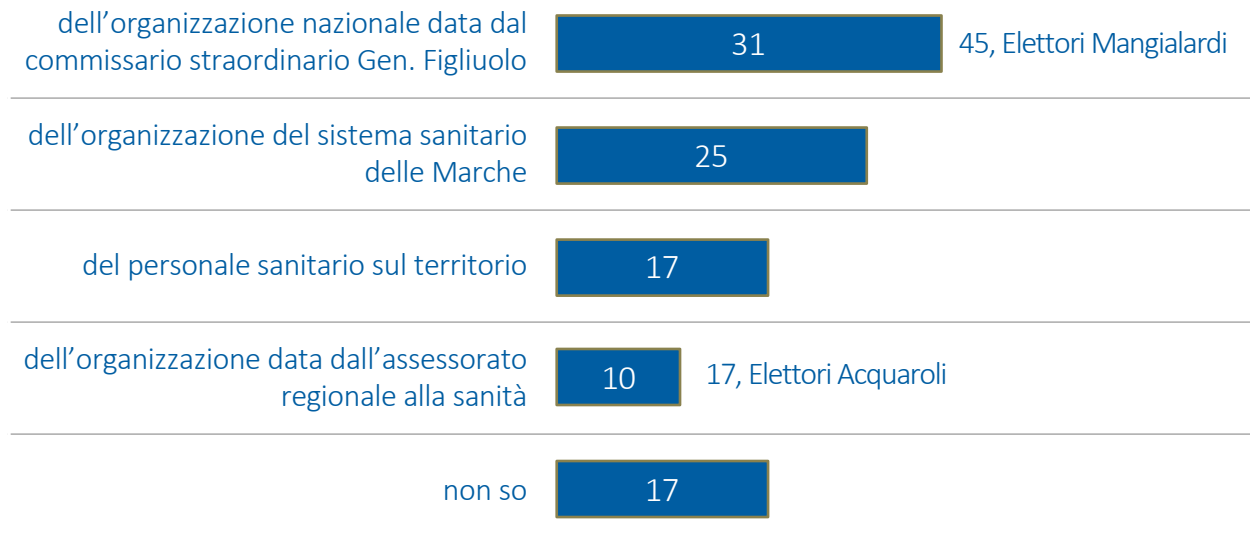 dell’organizzazione nazionale data dal
commissario straordinario Gen. Figliuolo
31
45, Elettori Mangialardi
dell’organizzazione del sistema sanitario
delle Marche
25
del personale sanitario sul territorio
17
dell’organizzazione data dall’assessorato
regionale alla sanità
10
17, Elettori Acquaroli
non so
17